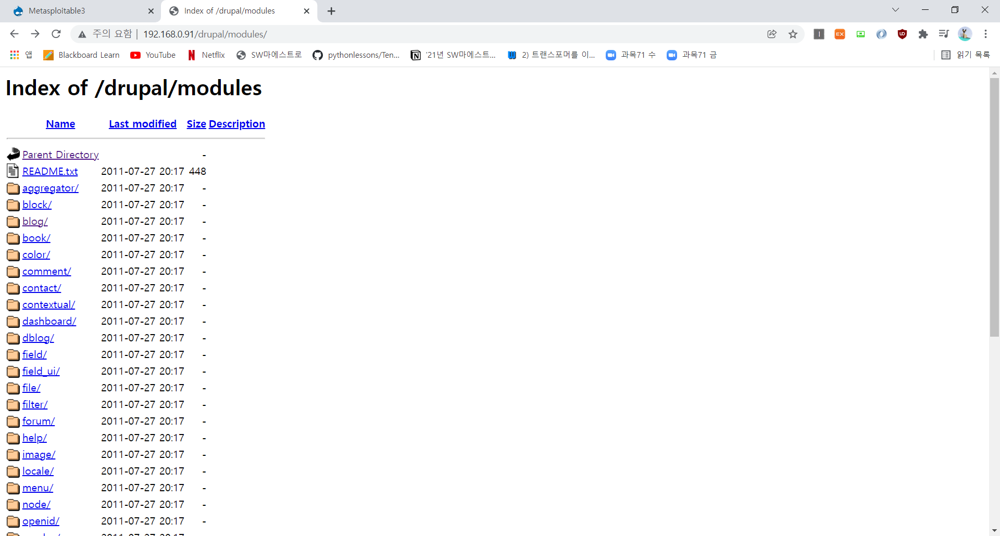 Metasploitable3
Index of /drupal/modules
주의 요함 | 192.168.0.91/drupal/modules/
앱 Blackboard Learn YouTube Netflix SW마에스트로 pythonlessons/Ten... '21년 SW마에스트... 2) 트랜스포머를 이... 과목71 수 과목71 금 읽기 목록
Index of /drupal/modules
Name Last modified Size Description
Parent Directory -
README.txt 2011-07-27 20:17 448
aggregator/ 2011-07-27 20:17 -
block/ 2011-07-27 20:17 -
blog/ 2011-07-27 20:17 -
book/ 2011-07-27 20:17 -
color/ 2011-07-27 20:17 -
comment/ 2011-07-27 20:17 -
contact/ 2011-07-27 20:17 -
contextual/ 2011-07-27 20:17 -
dashboard/ 2011-07-27 20:17 -
dblog/ 2011-07-27 20:17 -
field/ 2011-07-27 20:17 -
field_ui/ 2011-07-27 20:17 -
file/ 2011-07-27 20:17 -
filter/ 2011-07-27 20:17 -
forum/ 2011-07-27 20:17 -
help/ 2011-07-27 20:17 -
image/ 2011-07-27 20:17 -
locale/ 2011-07-27 20:17 -
menu/ 2011-07-27 20:17 -
node/ 2011-07-27 20:17 -
openid/ 2011-07-27 20:17 -